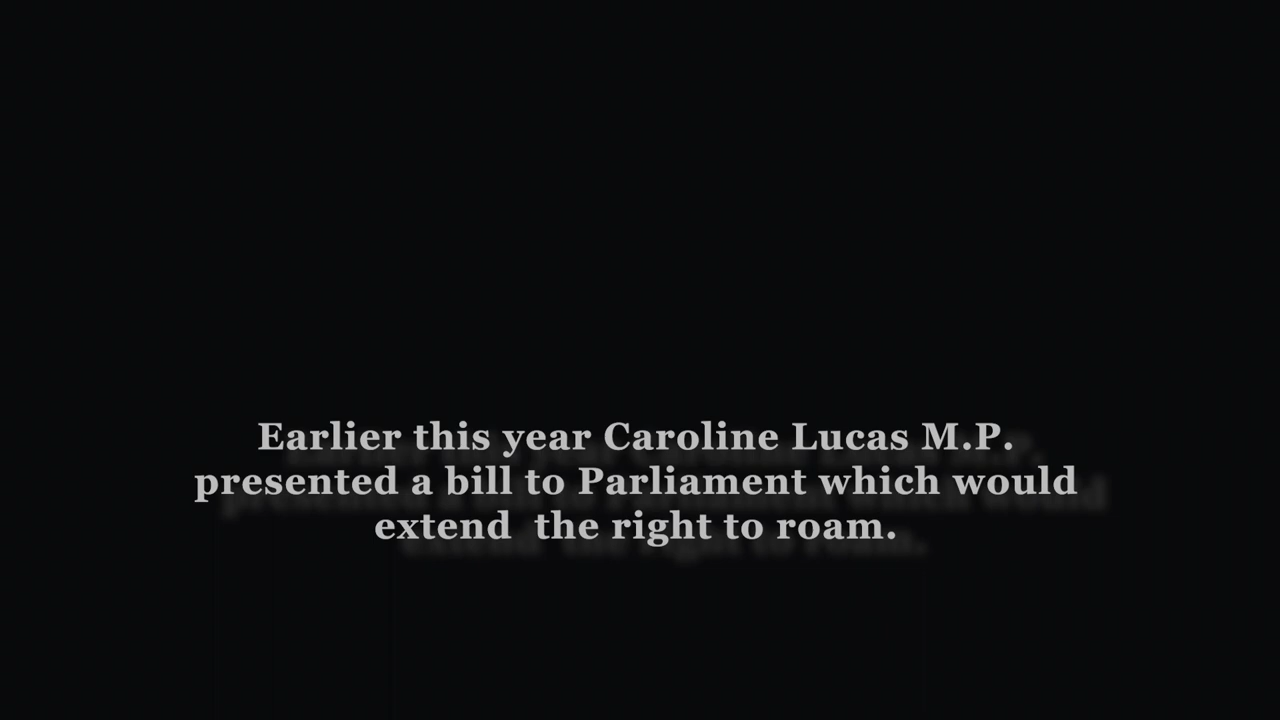 Earlier this year Caroline Lucas M.P.
presented a bill to Parliament which would
extend  the right to roam.